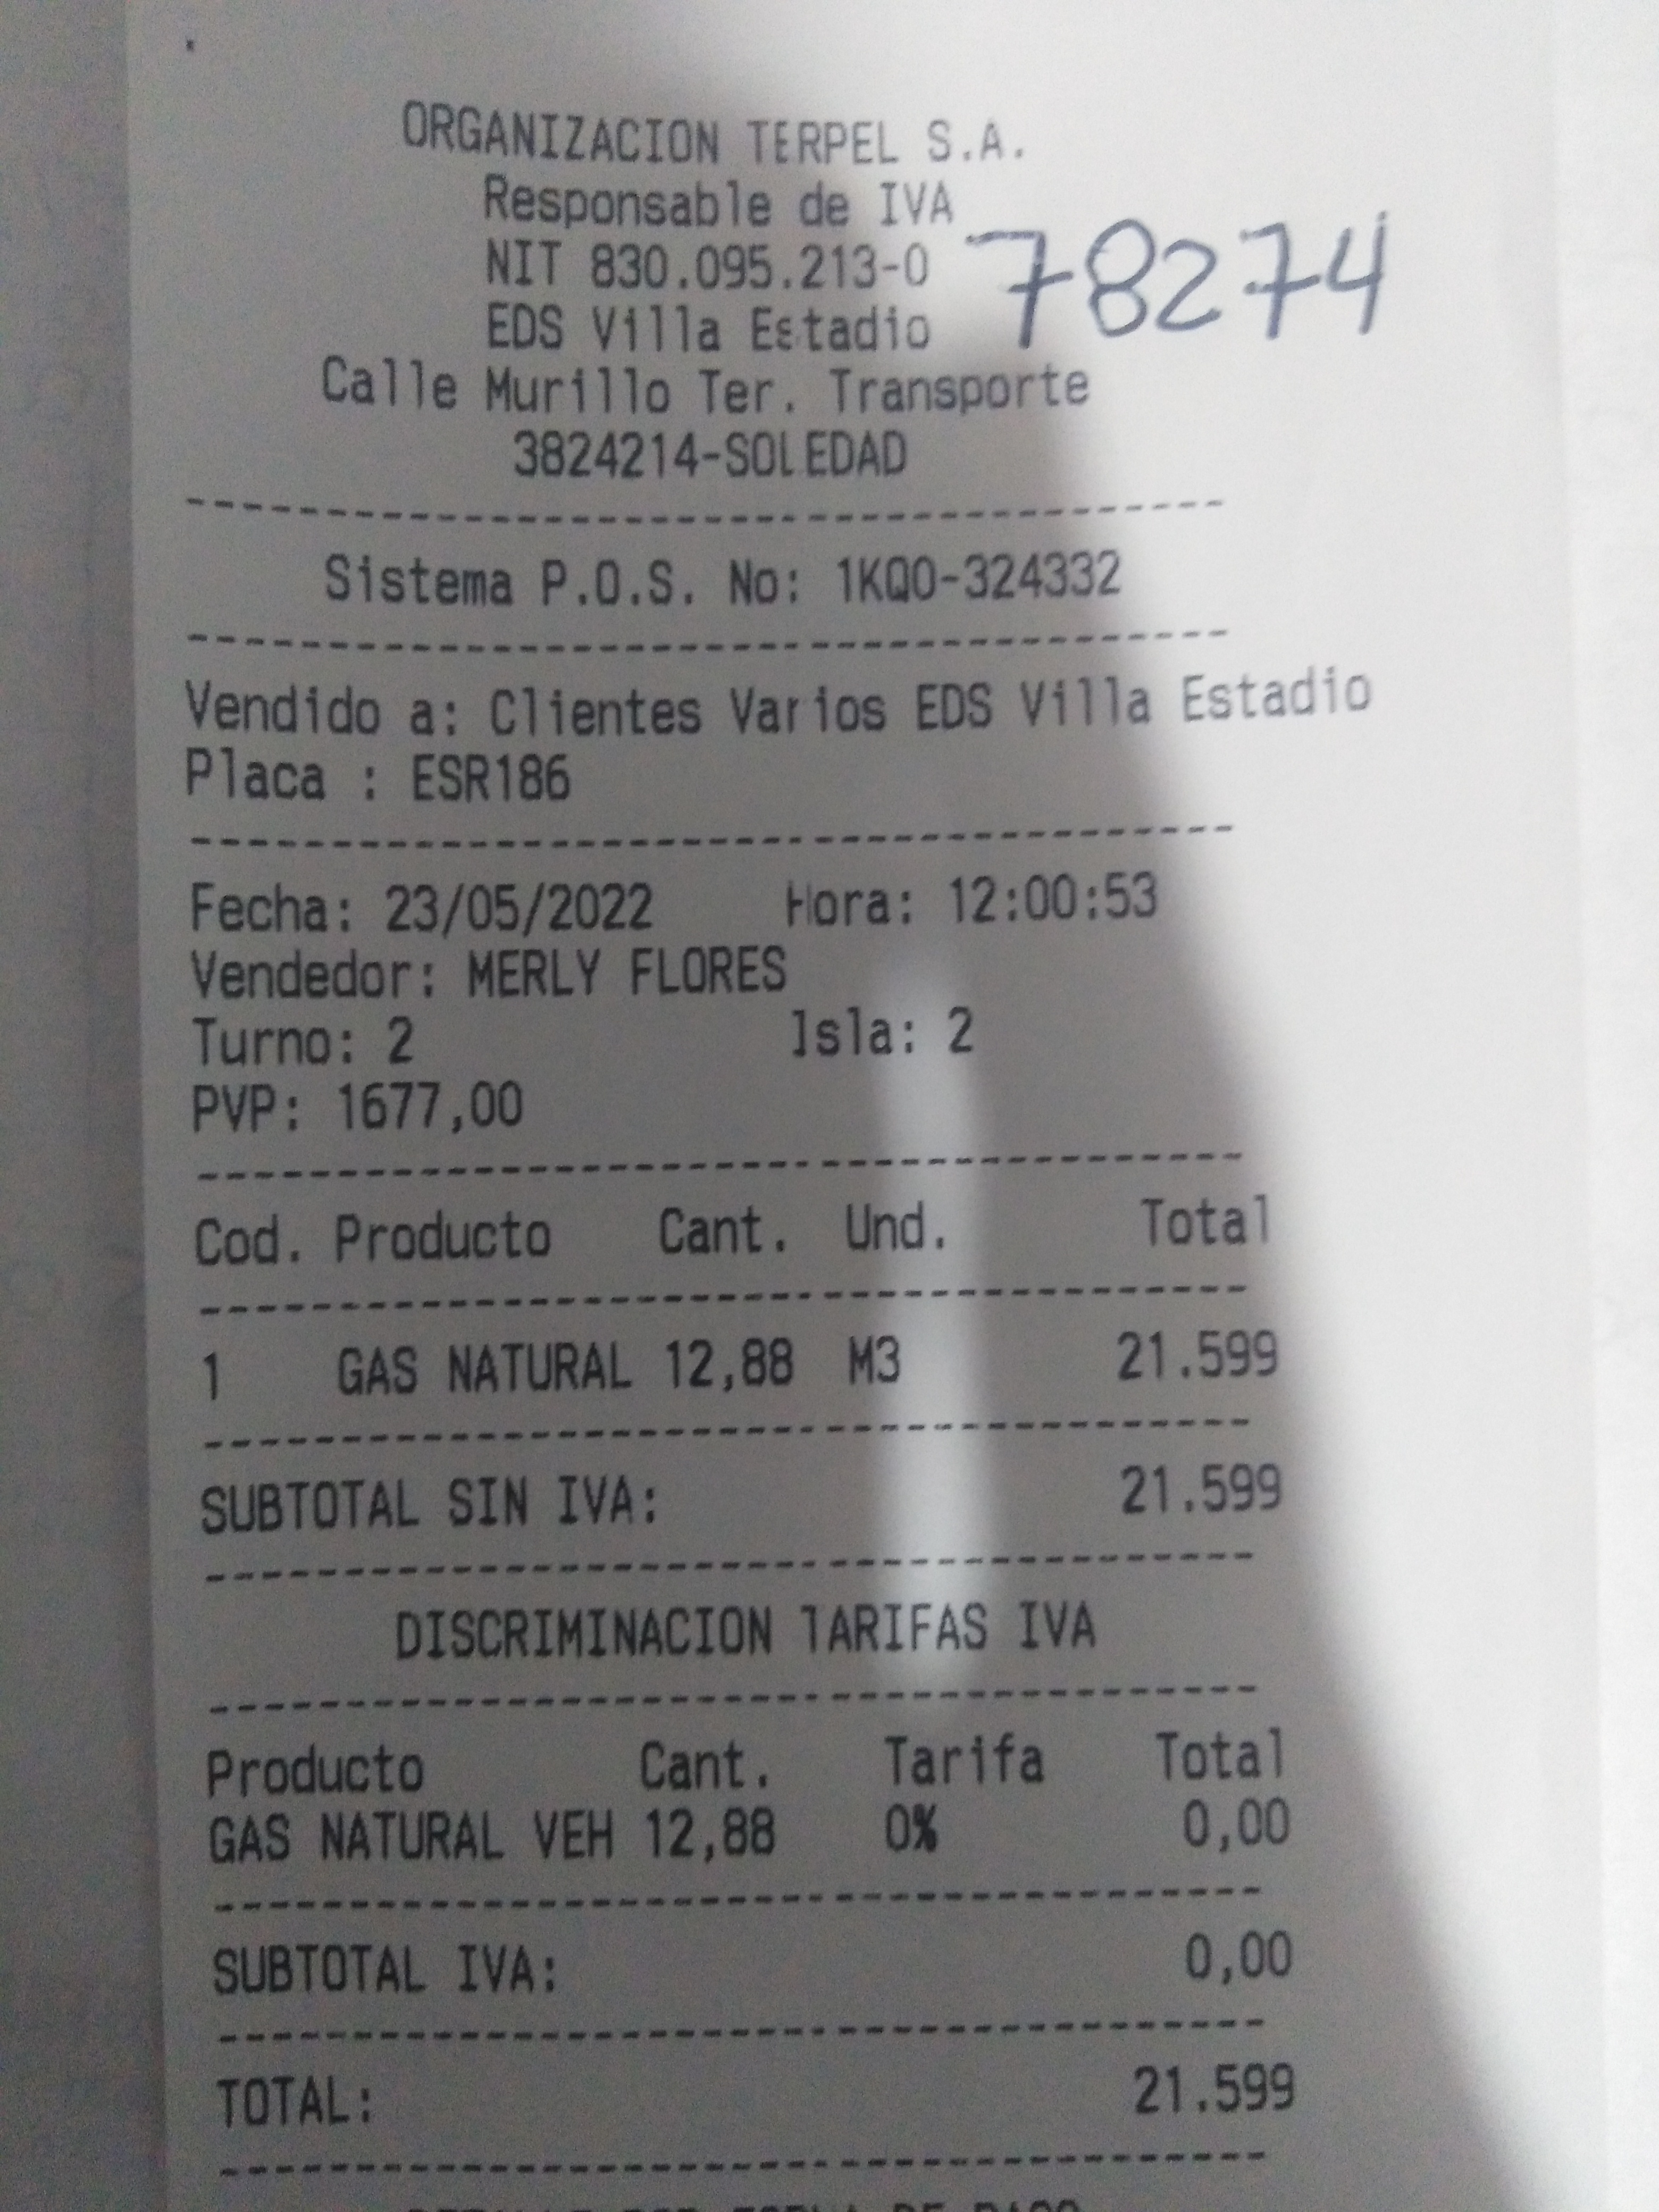 ORGANIZACION TERPEL S.A.
Responsable de IVA
NIT 830.095.213-0
78274
EDS Villa Estadio
Calle Murillo Ter. Transporte
3824214-SOLEDAD
Sistema P.O.S. No: 1KQ0-324332
Vendido a: Clientes Varios EDS Villa Estadio
Placa : ESR186
Fecha: 23/05/2022 Hora: 12:00:53
Vendedor: MERLY FLORES
Turno: 2 Isla: 2
PVP: 1677,00
Cod. Producto Cant. Und. Total
1 GAS NATURAL 12,88 M3 21.599
SUBTOTAL SIN IVA: 21.599
DISCRIMINACION TARIFAS IVA
Producto Cant. Tarifa Total
GAS NATURAL VEH 12,88 0% 0,00
SUBTOTAL IVA: 0,00
TOTAL: 21.599